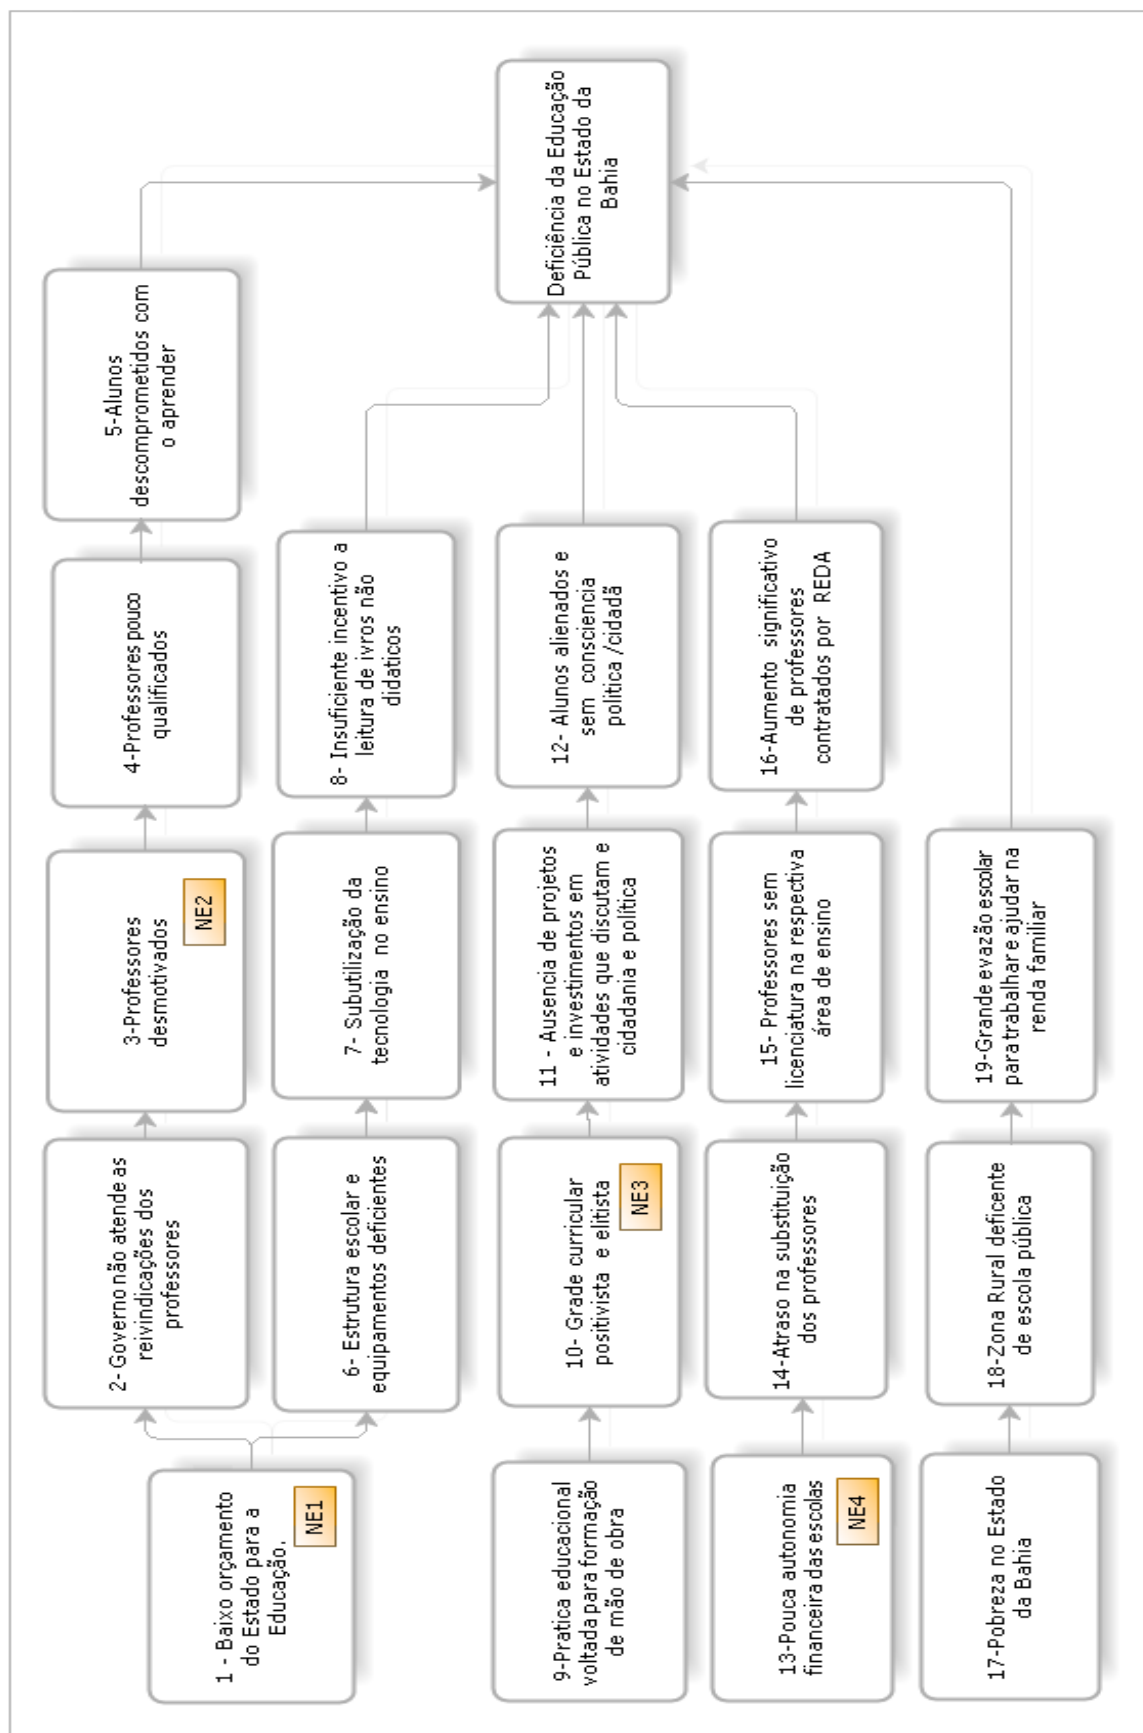 1 - Baixo orçamento
do Estado para a
Educação.
NE1
2- Governo não atende as
reivindicações dos
professores
3-Professores
desmotivados
NE2
4-Professores pouco
qualificados
5-Alunos
descomprometidos com
o aprender
6- Estrutura escolar e
equipamentos deficientes
7- Subutilização da
tecnologia no ensino
8- Insuficiente incentivo a
leitura de ivros não
didaticos
9-Pratica educacional
voltada para formação
de mão de obra
10- Grade curricular
positivista e elitista
NE3
11 - Ausencia de projetos
e investimentos em
atividades que discutam e
cidadania e política
12- Alunos alienados e
sem consciencia
política /cidadã
13-Pouca autonomia
financeira das escolas
NE4
14-Atraso na substituição
dos professores
15- Professores sem
licenciatura na respectiva
área de ensino
16-Aumento significativo
de professores
contratados por REDA
17-Pobreza no Estado
da Bahia
18-Zona Rural deficente
de escola pública
19-Grande evazão escolar
para trabalhar e ajudar na
renda familiar
Deficiência da Educação
Pública no Estado da
Bahia